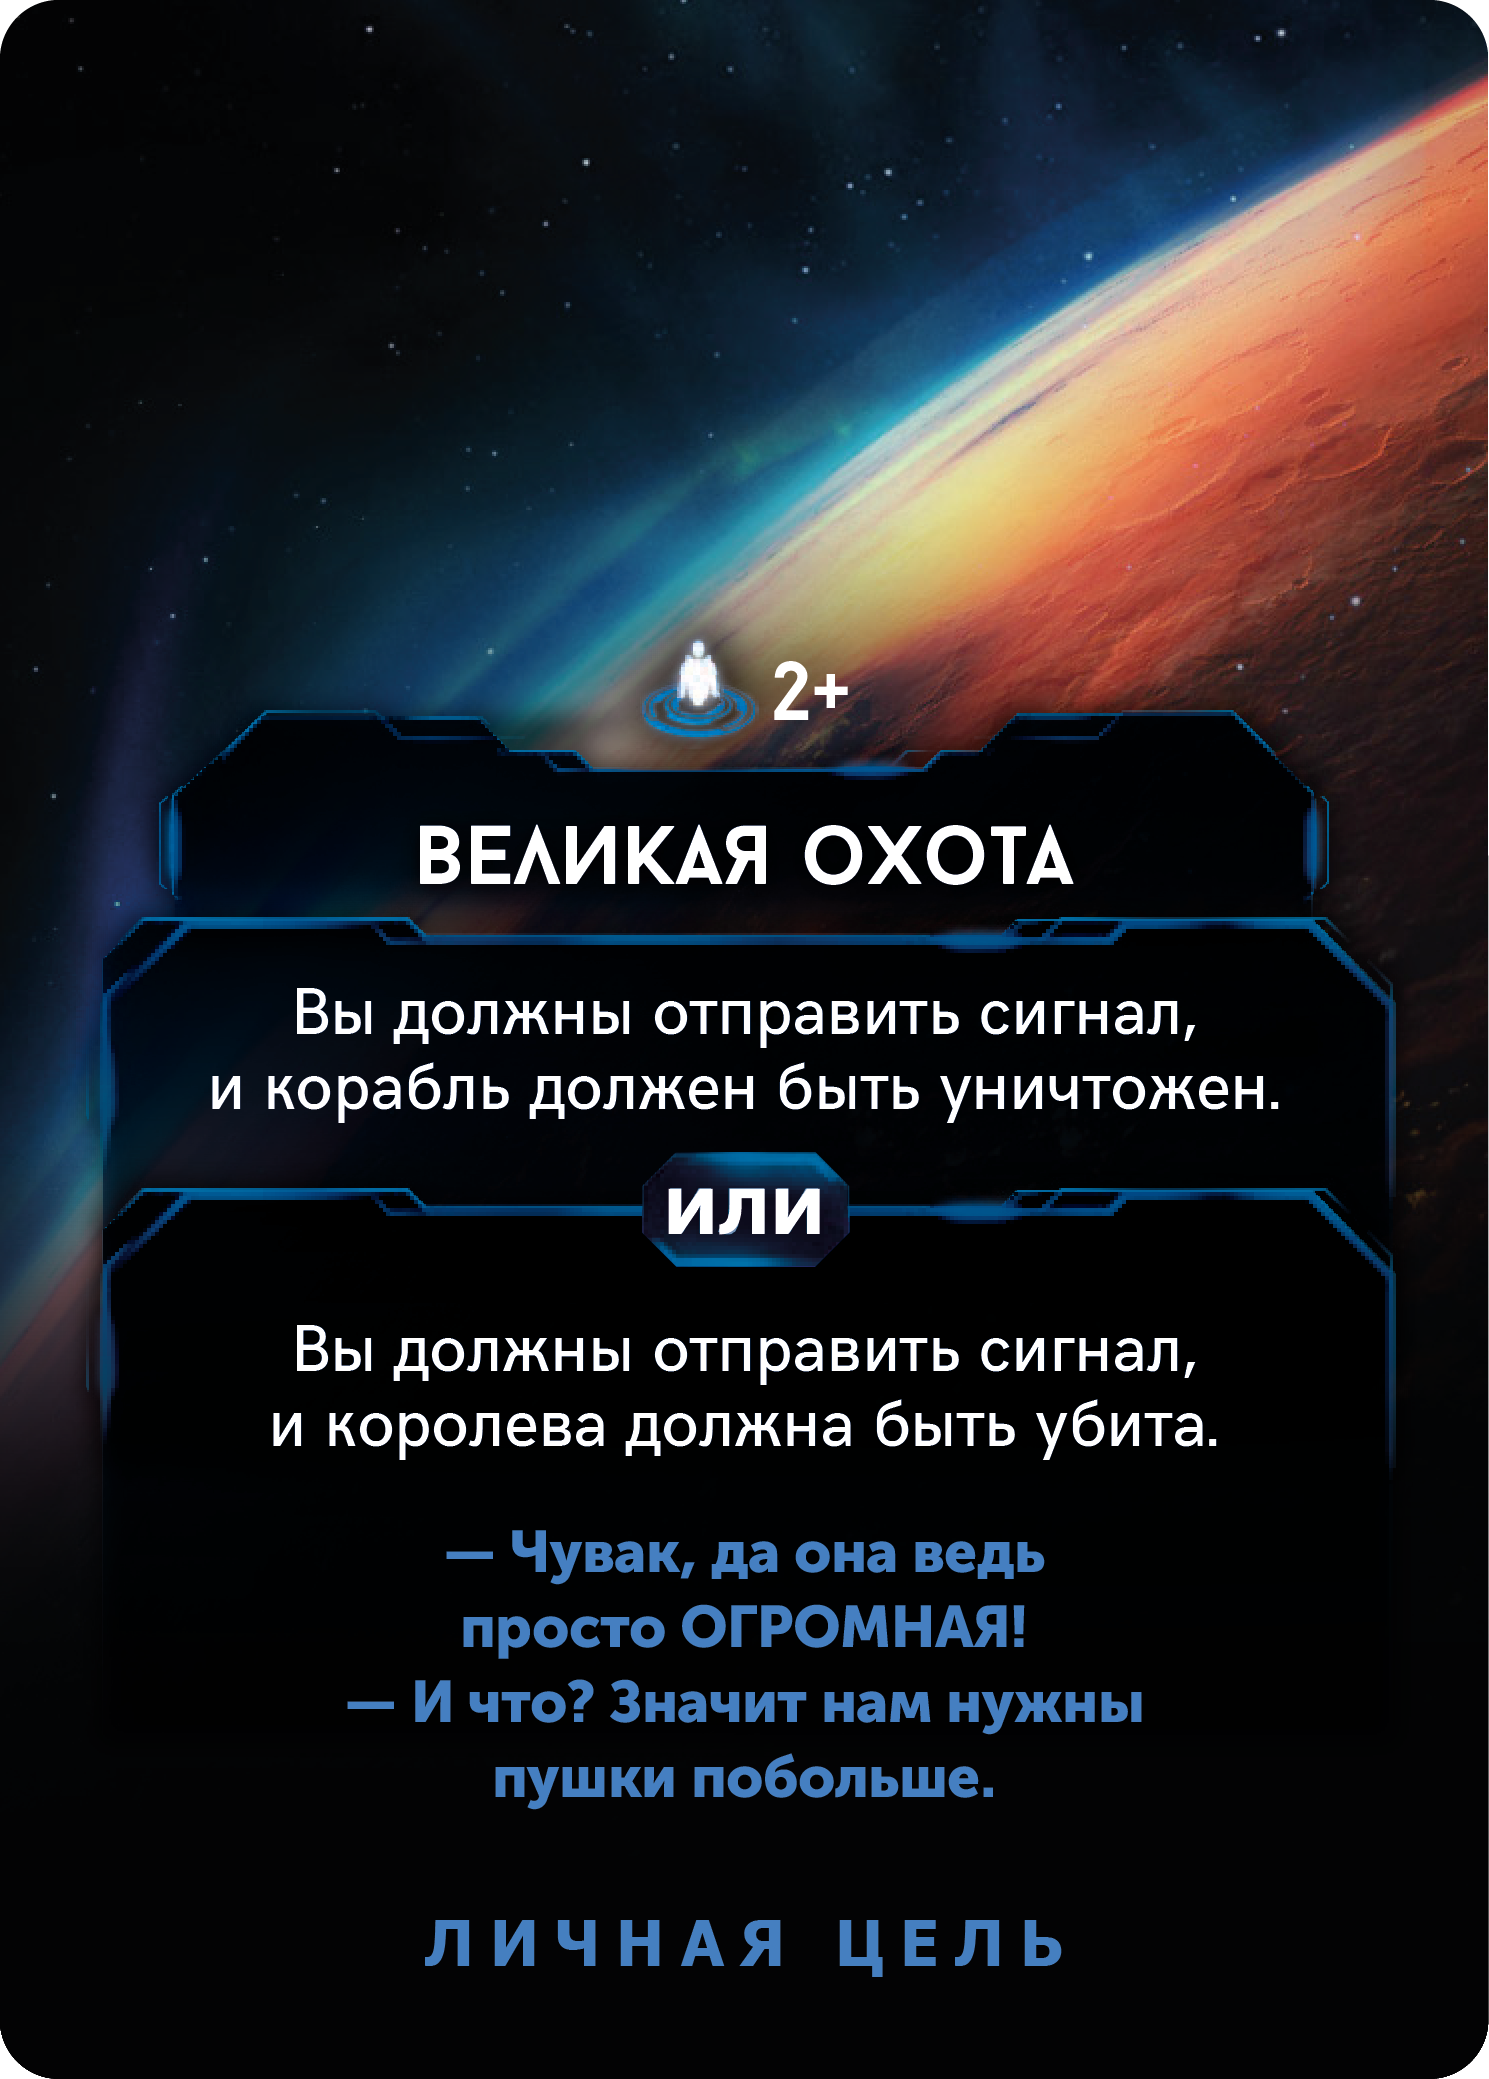 2+
ВЕЛИКАЯ ОХОТА
Вы должны отправить сигнал,
и корабль должен быть уничтожен.
ИЛИ
Вы должны отправить сигнал,
и королева должна быть убита.
— Чувак, да она ведь
просто ОГРОМНАЯ!
— И что? Значит нам нужны
пушки побольше.
ЛИЧНАЯ ЦЕЛЬ